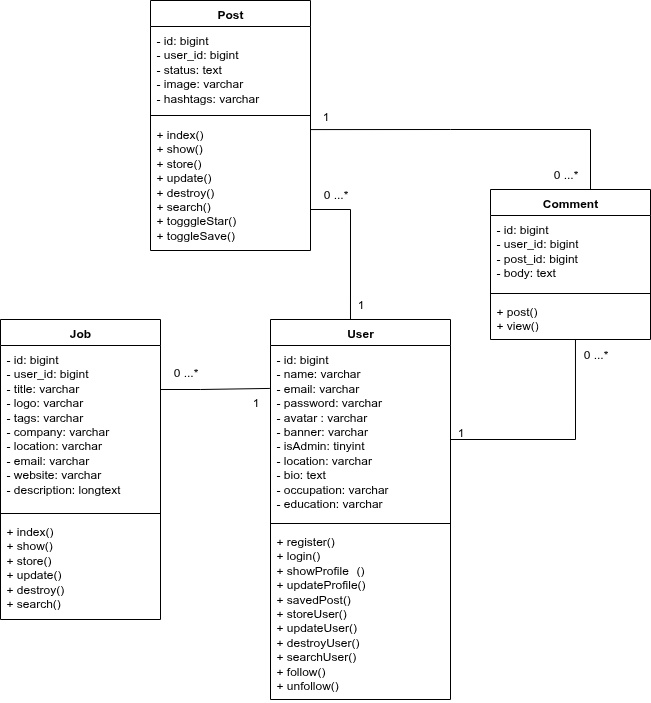 Post
- id: bigint
- user_id: bigint
- status: text
- image: varchar
- hashtags: varchar
+ index()
+ show()
+ store()
+ update()
+ destroy()
+ search()
+ togggleStar()
+ toggleSave()
1
0 ...*
0 ...*
1
Comment
- id: bigint
- user_id: bigint
- post_id: bigint
- body: text
+ post()
+ view()
0 ...*
1
Job
- id: bigint
- user_id: bigint
- title: varchar
- logo: varchar
- tags: varchar
- company: varchar
- location: varchar
- email: varchar
- website: varchar
- description: longtext
+ index()
+ show()
+ store()
+ update()
+ destroy()
+ search()
0 ...*
1
User
- id: bigint
- name: varchar
- email: varchar
- password: varchar
- avatar : varchar
- banner: varchar
- isAdmin: tinyint
- location: varchar
- bio: text
- occupation: varchar
- education: varchar
+ register()
+ login()
+ showProfile ()
+ updateProfile()
+ savedPost()
+ storeUser()
+ updateUser()
+ destroyUser()
+ searchUser()
+ follow()
+ unfollow()